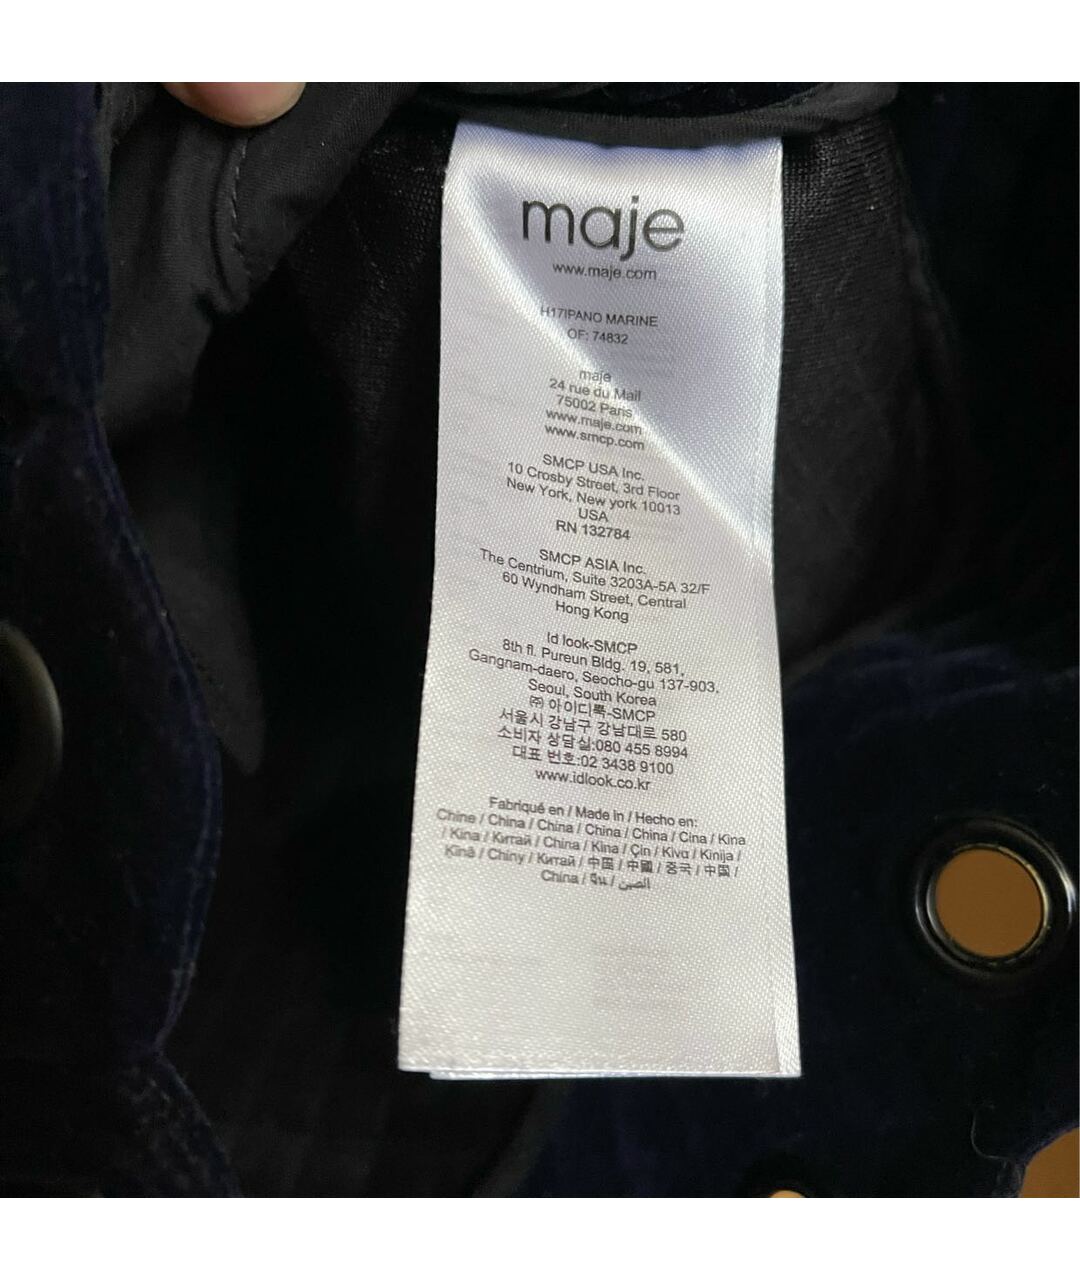 maje
www.maje.com
H17IPANO MARINE
OF: 74832
maje
24 rue du Mail
75002 Paris
www.maje.com
www.smcp.com
SMCP USA Inc.
10 Crosby Street, 3rd Floor
New York, New york 10013
USA
RN 132784
SMCP ASIA Inc.
The Centrium, Suite 3203A-5A 32/F
60 Wyndham Street, Central
Hong Kong
Id look-SMCP
8th fl. Pureun Bldg. 19, 581,
Gangnam-daero, Seocho-gu 137-903,
Seoul, South Korea
㈜ 아이디룩-SMCP
서울시 강남구 강남대로 580
소비자 상담실:080 455 8994
대표 번호:02 3438 9100
www.idlook.co.kr
Fabriqué en / Made in / Hecho en:
Chine / China / China / China / China / Cina / Kína
/ Kina / Китай / China / Kina / Çin / Κίνα / Kinija /
Ķīnā / Chiny / Китай / 中国 / 中國 / 중국 / 中国 /
China / จีน / الصين